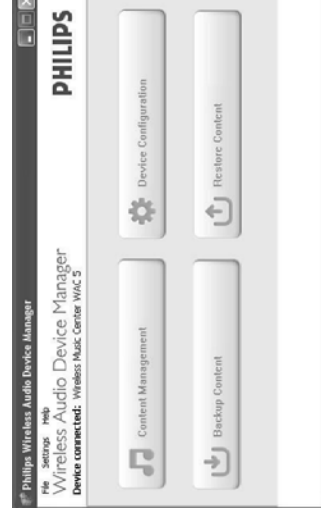 Philips Wireless Audio Device Manager
File Settings Help
Wireless Audio Device Manager
PHILIPS
Device connected: Wireless Music Center WAC 5
Content Management
Device Configuration
Backup Content
Restore Content